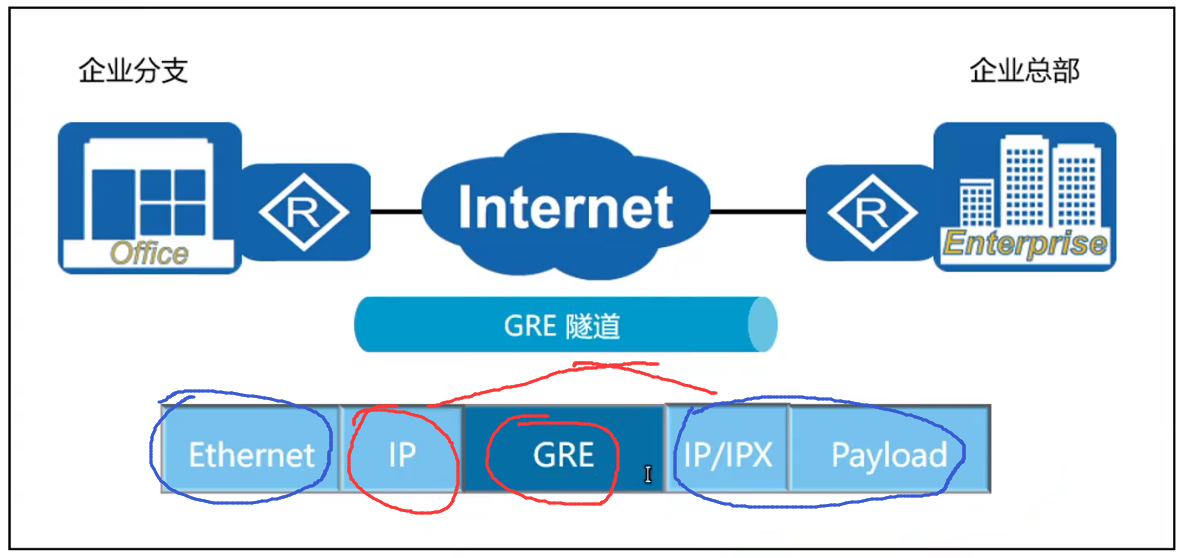 企业分支
企业总部
R
Internet
R
Office
Enterprise
GRE 隧道
Ethernet
IP
GRE
IP/IPX
Payload